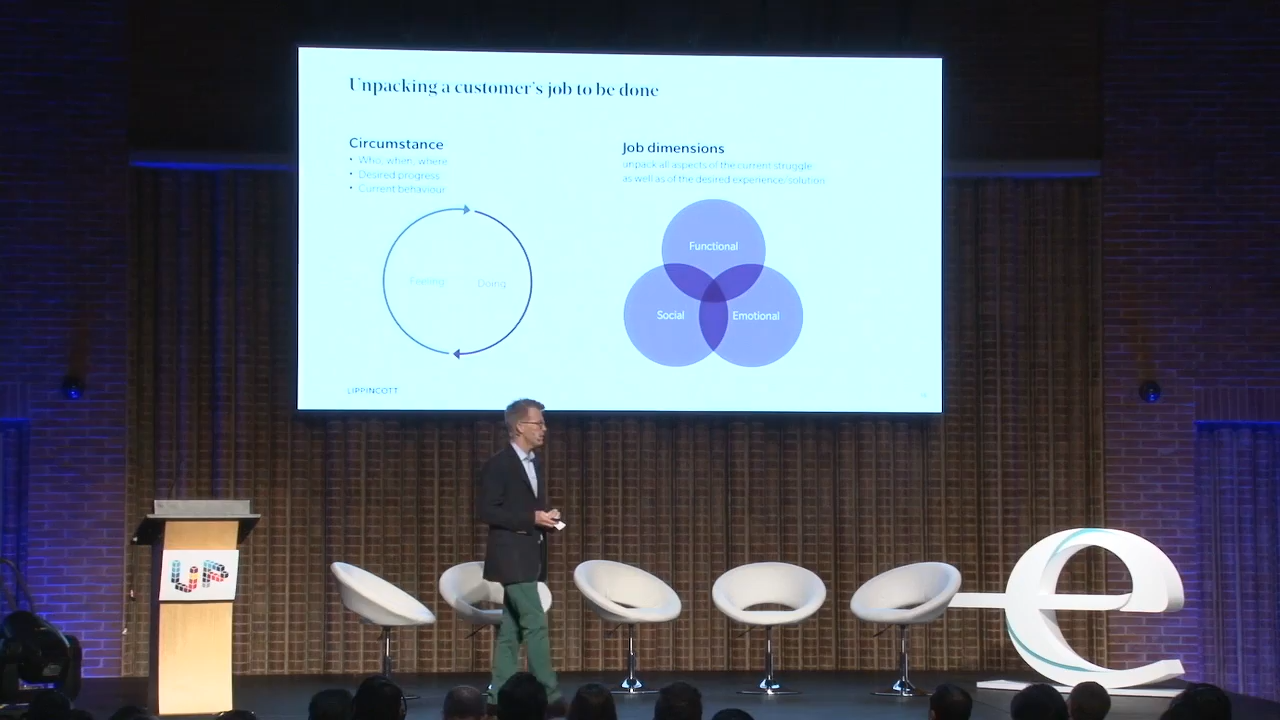 Unpacking a customer's job to be done
Circumstance
• Who, when, where
• Desired progress
• Current behaviour
Feeling
Doing
Job dimensions
unpack all aspects of the current struggle
as well as of the desired experience/solution
Functional
Social
Emotional
LIPPINCOTT
UP
e